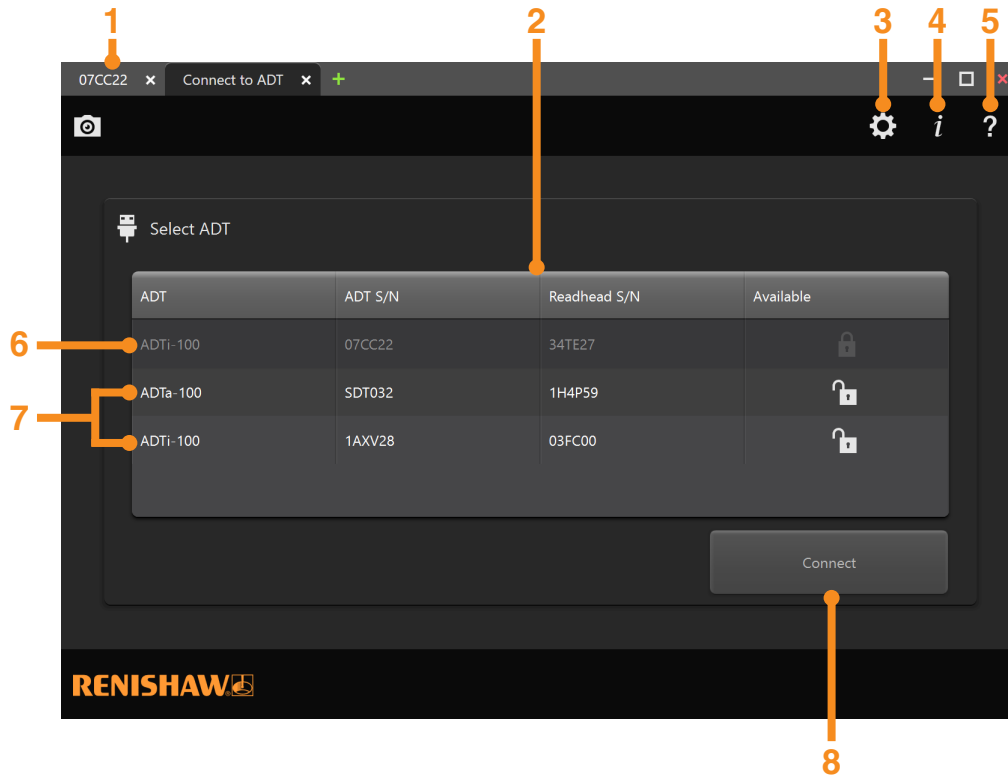 1 2 3 4 5
07CC22 Connect to ADT
i ?
Select ADT
ADT ADT S/N Readhead S/N Available
6 ADTi-100 07CC22 34TE27
ADTa-100 SDT032 1H4P59
7
ADTi-100 1AXV28 03FC00
Connect
RENISHAW
8